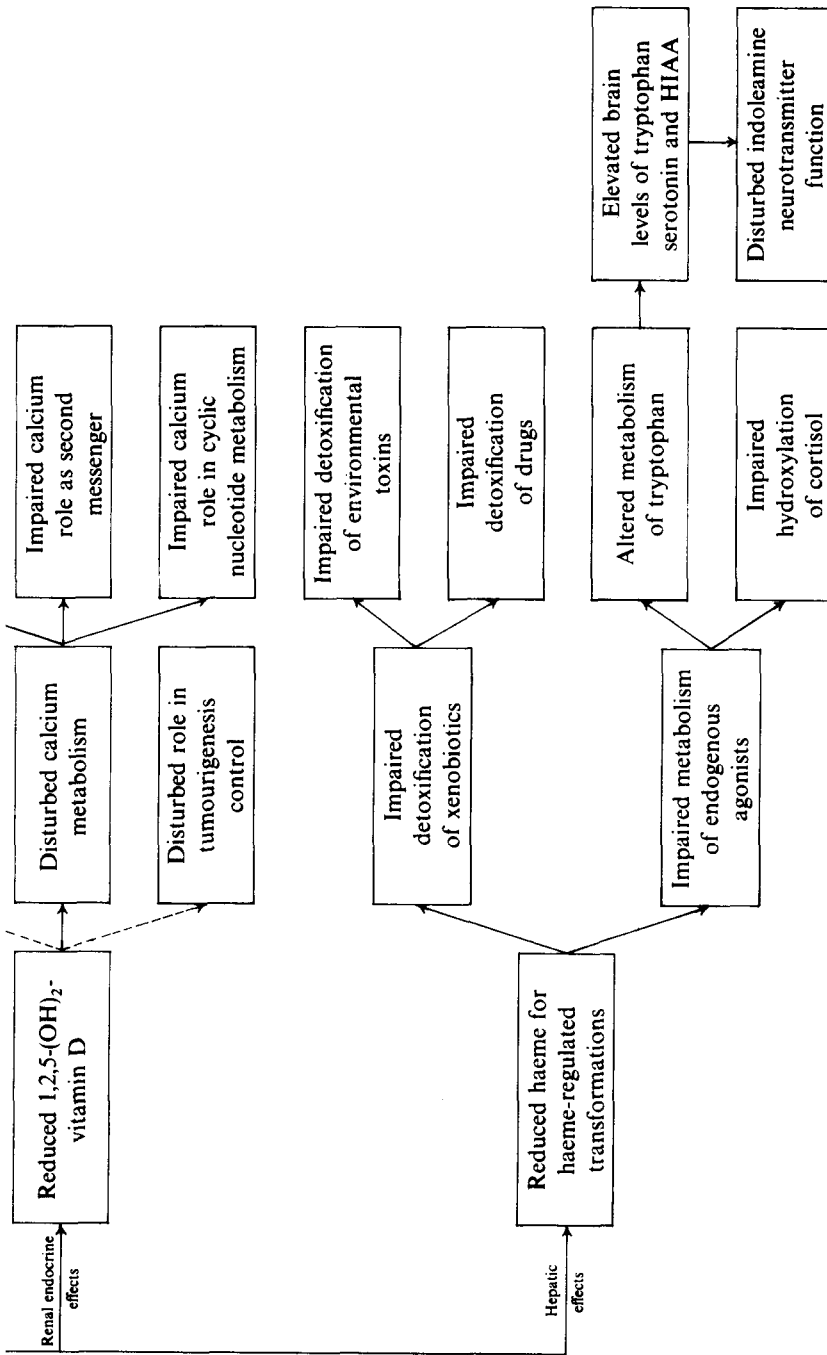 Renal endocrine
effects
Reduced 1,2,5-(OH)₂-
vitamin D
Disturbed calcium
metabolism
Impaired calcium
role as second
messenger
Disturbed role in
tumourigenesis
control
Impaired calcium
role in cyclic
nucleotide metabolism
Impaired
detoxification
of xenobiotics
Impaired detoxification
of environmental
toxins
Impaired
detoxification
of drugs
Hepatic
effects
Reduced haeme for
haeme-regulated
transformations
Impaired metabolism
of endogenous
agonists
Altered metabolism
of tryptophan
Elevated brain
levels of tryptophan
serotonin and HIAA
Impaired
hydroxylation
of cortisol
Disturbed indoleamine
neurotransmitter
function